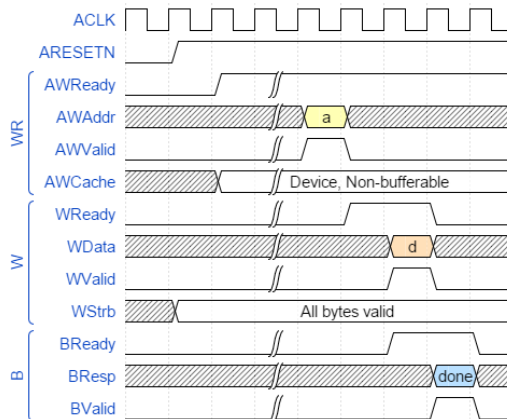 ACLK
ARESETN
WR
AWReady
AWAddr a
AWValid
AWCache Device, Non-bufferable
W
WReady
WData d
WValid
WStrb All bytes valid
B
BReady
BResp done
BValid